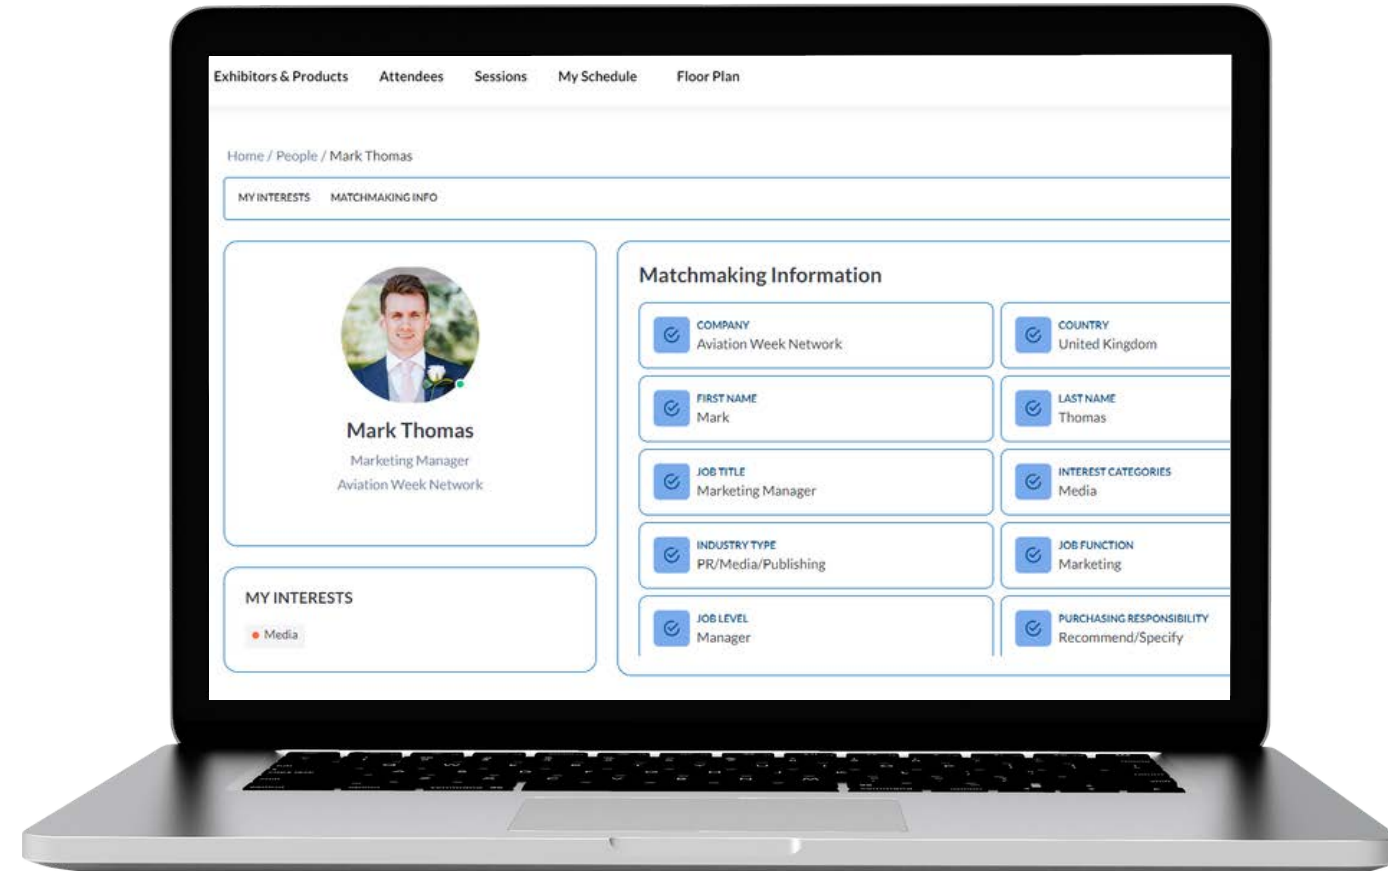 Exhibitors & Products Attendees Sessions My Schedule Floor Plan
Home / People / Mark Thomas
MY INTERESTS MATCHMAKING INFO
Mark Thomas
Marketing Manager
Aviation Week Network
MY INTERESTS
Media
Matchmaking Information
COMPANY
Aviation Week Network
COUNTRY
United Kingdom
FIRST NAME
Mark
LAST NAME
Thomas
JOB TITLE
Marketing Manager
INTEREST CATEGORIES
Media
INDUSTRY TYPE
PR/Media/Publishing
JOB FUNCTION
Marketing
JOB LEVEL
Manager
PURCHASING RESPONSIBILITY
Recommend/Specify